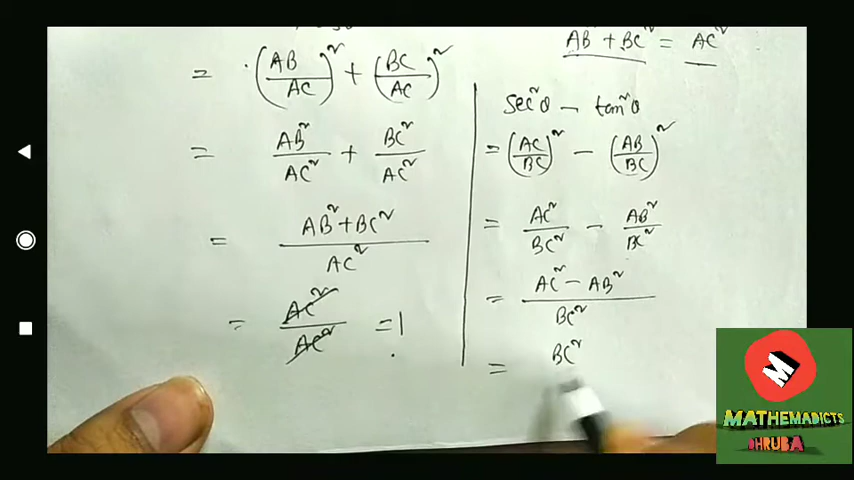 AB² + BC² = AC²
= (AB/AC)² + (BC/AC)²
= AB²/AC² + BC²/AC²
= AB² + BC²/AC²
= AC²/AC² = 1
sec²θ - tan²θ
= (AC/BC)² - (AB/BC)²
= AC²/BC² - AB²/BC²
= AC² - AB²/BC²
= BC²
M
MATHEMADICTS
DHRUBA